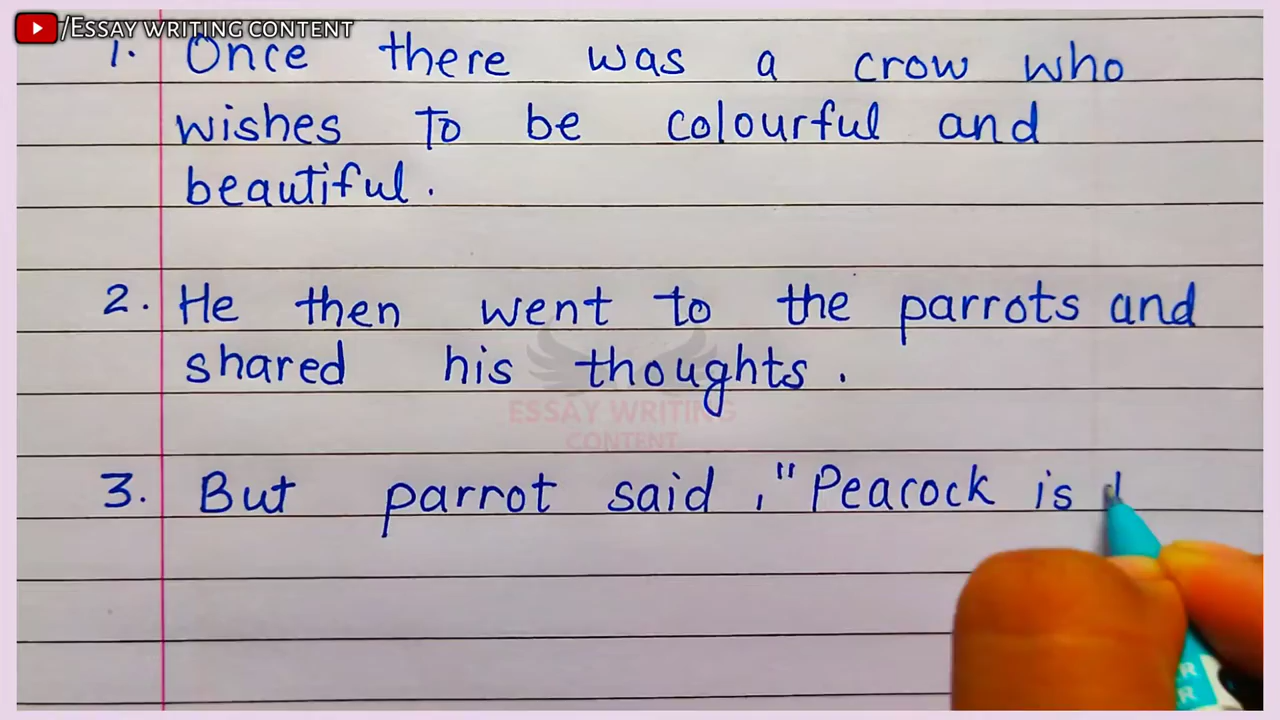 /ESSAY WRITING CONTENT
1. Once there was a crow who
wishes to be colourful and
beautiful.
2. He then went to the parrots and
shared his thoughts.
ESSAY WRITING
CONTENT
3. But parrot said, "Peacock is